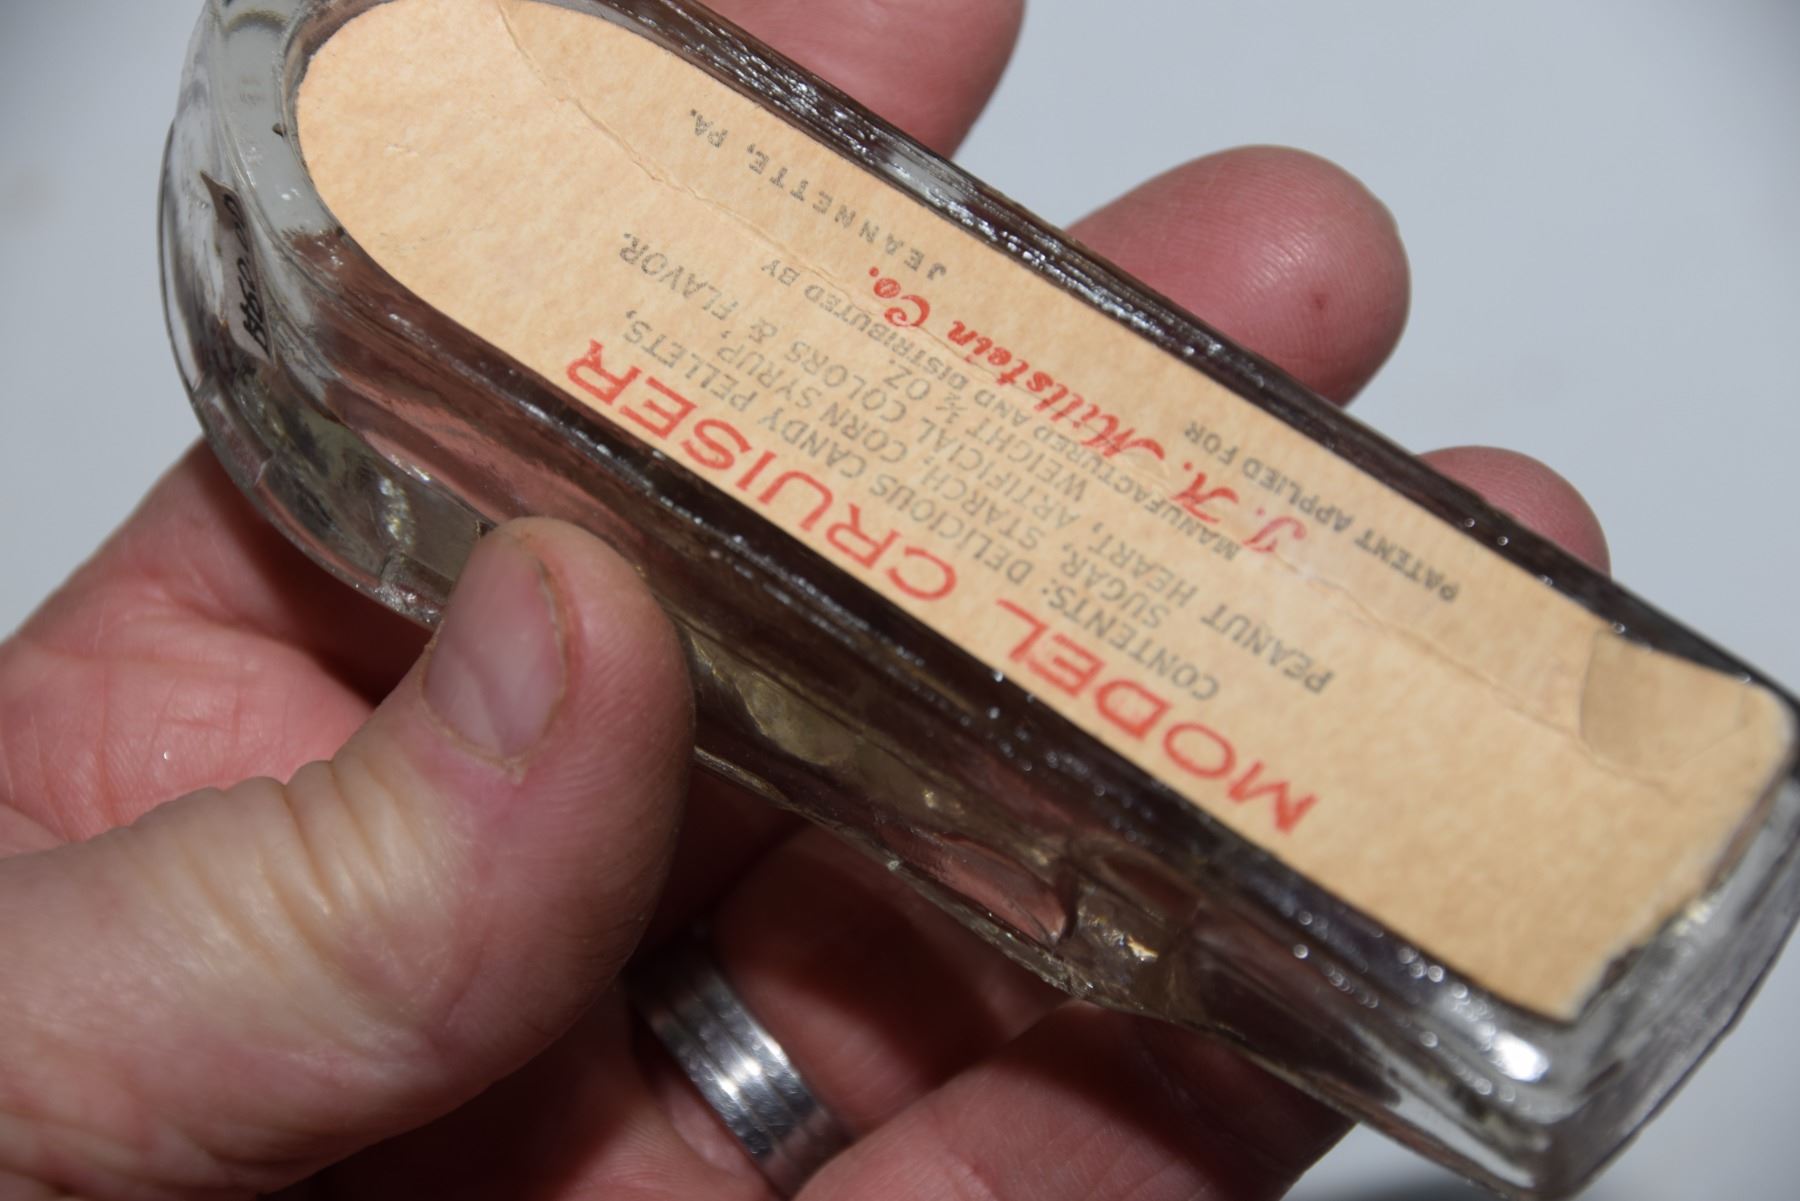 MODEL CRUISER
CONTENTS: DELICIOUS CANDY PELLETS,
SUGAR, STARCH, CORN SYRUP,
PEANUT HEART, ARTIFICIAL COLORS & FLAVOR.
WEIGHT ½ OZ.
MANUFACTURED AND DISTRIBUTED BY
J. H. Millstein Co.
JEANNETTE, PA.
PATENT APPLIED FOR